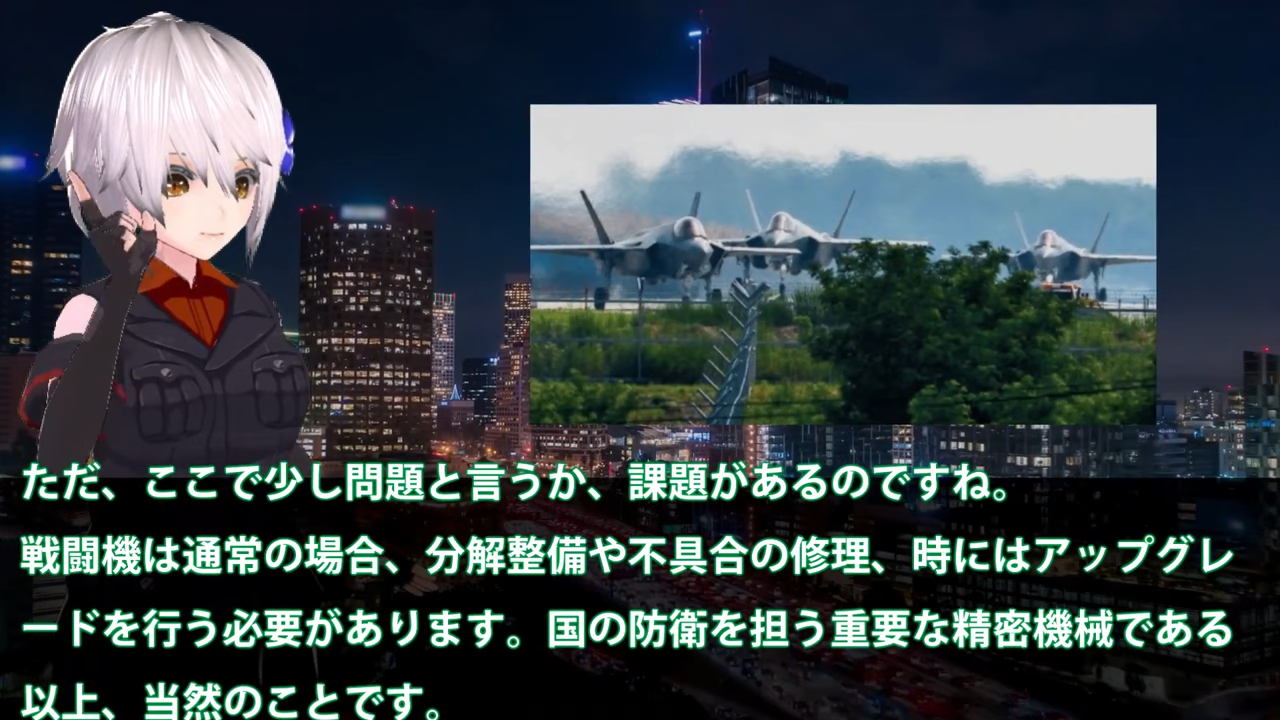 ただ、ここで少し問題と言うか、課題があるのですね。
戦闘機は通常の場合、分解整備や不具合の修理、時にはアップグレ
ードを行う必要があります。国の防衛を担う重要な精密機械である
以上、当然のことです。